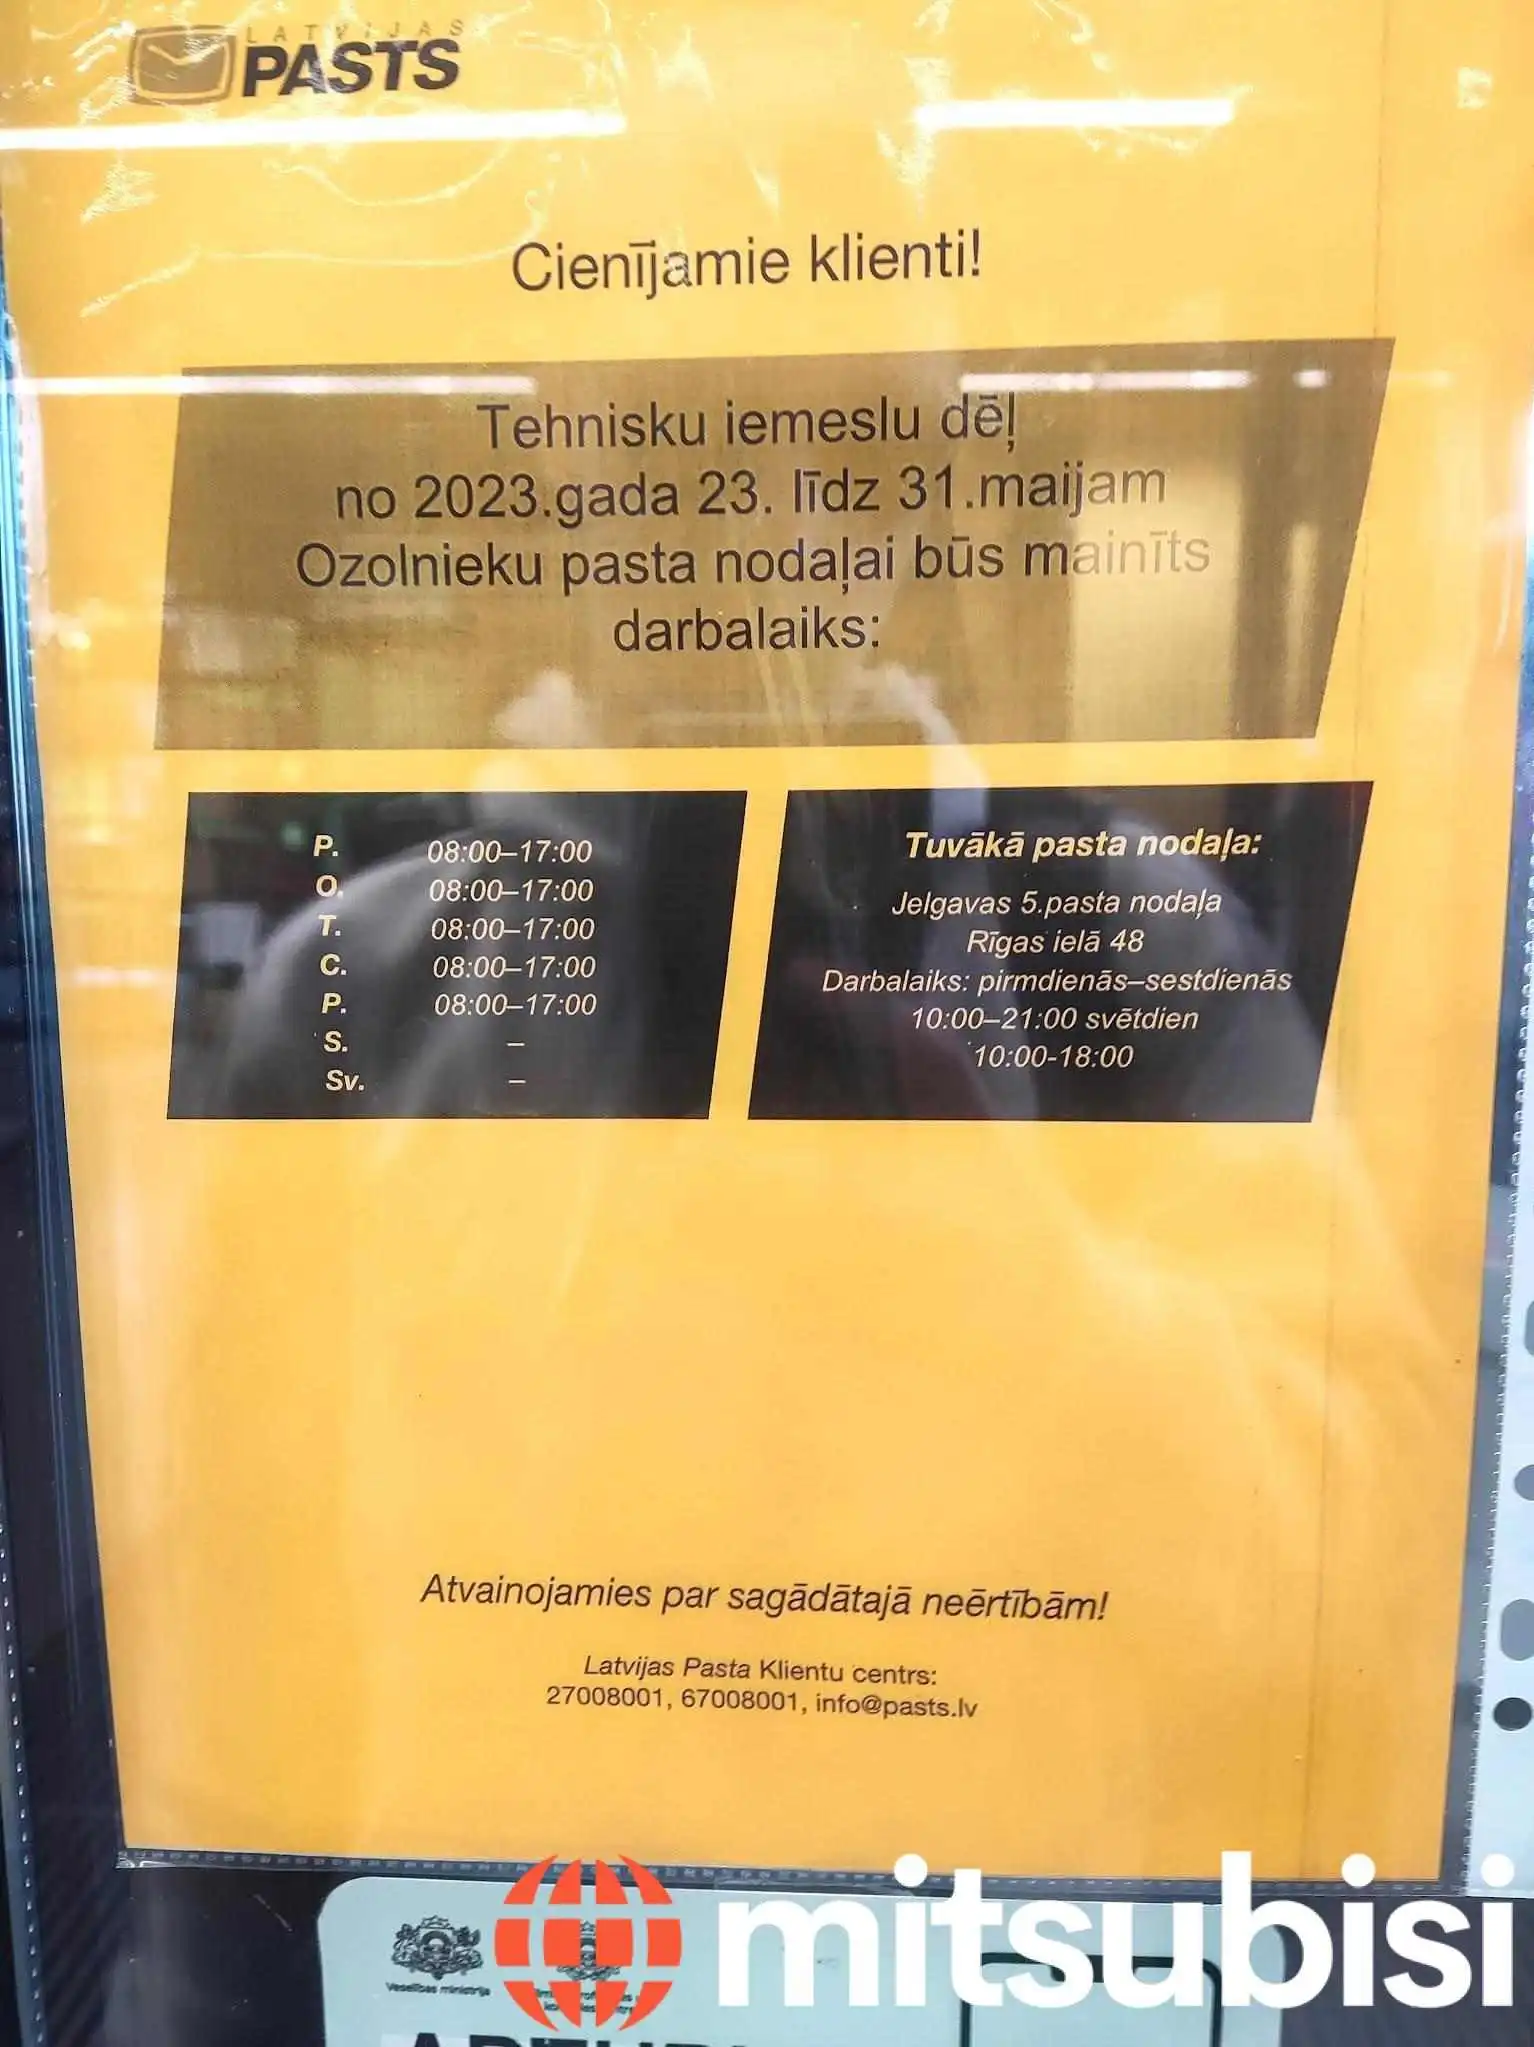 LATVIJAS
PASTS
Cienījamie klienti!
Tehnisku iemeslu dēļ
no 2023.gada 23. līdz 31.maijam
Ozolnieku pasta nodaļai būs mainīts
darbalaiks:
P. 08:00–17:00
O. 08:00–17:00
T. 08:00–17:00
C. 08:00–17:00
P. 08:00–17:00
S. –
Sv. –
Tuvākā pasta nodaļa:
Jelgavas 5.pasta nodaļa
Rīgas ielā 48
Darbalaiks: pirmdienās–sestdienās
10:00–21:00 svētdien
10:00-18:00
Atvainojamies par sagādātajā neērtībām!
Latvijas Pasta Klientu centrs:
27008001, 67008001, info@pasts.lv
Veselības ministrija
mitsubisi